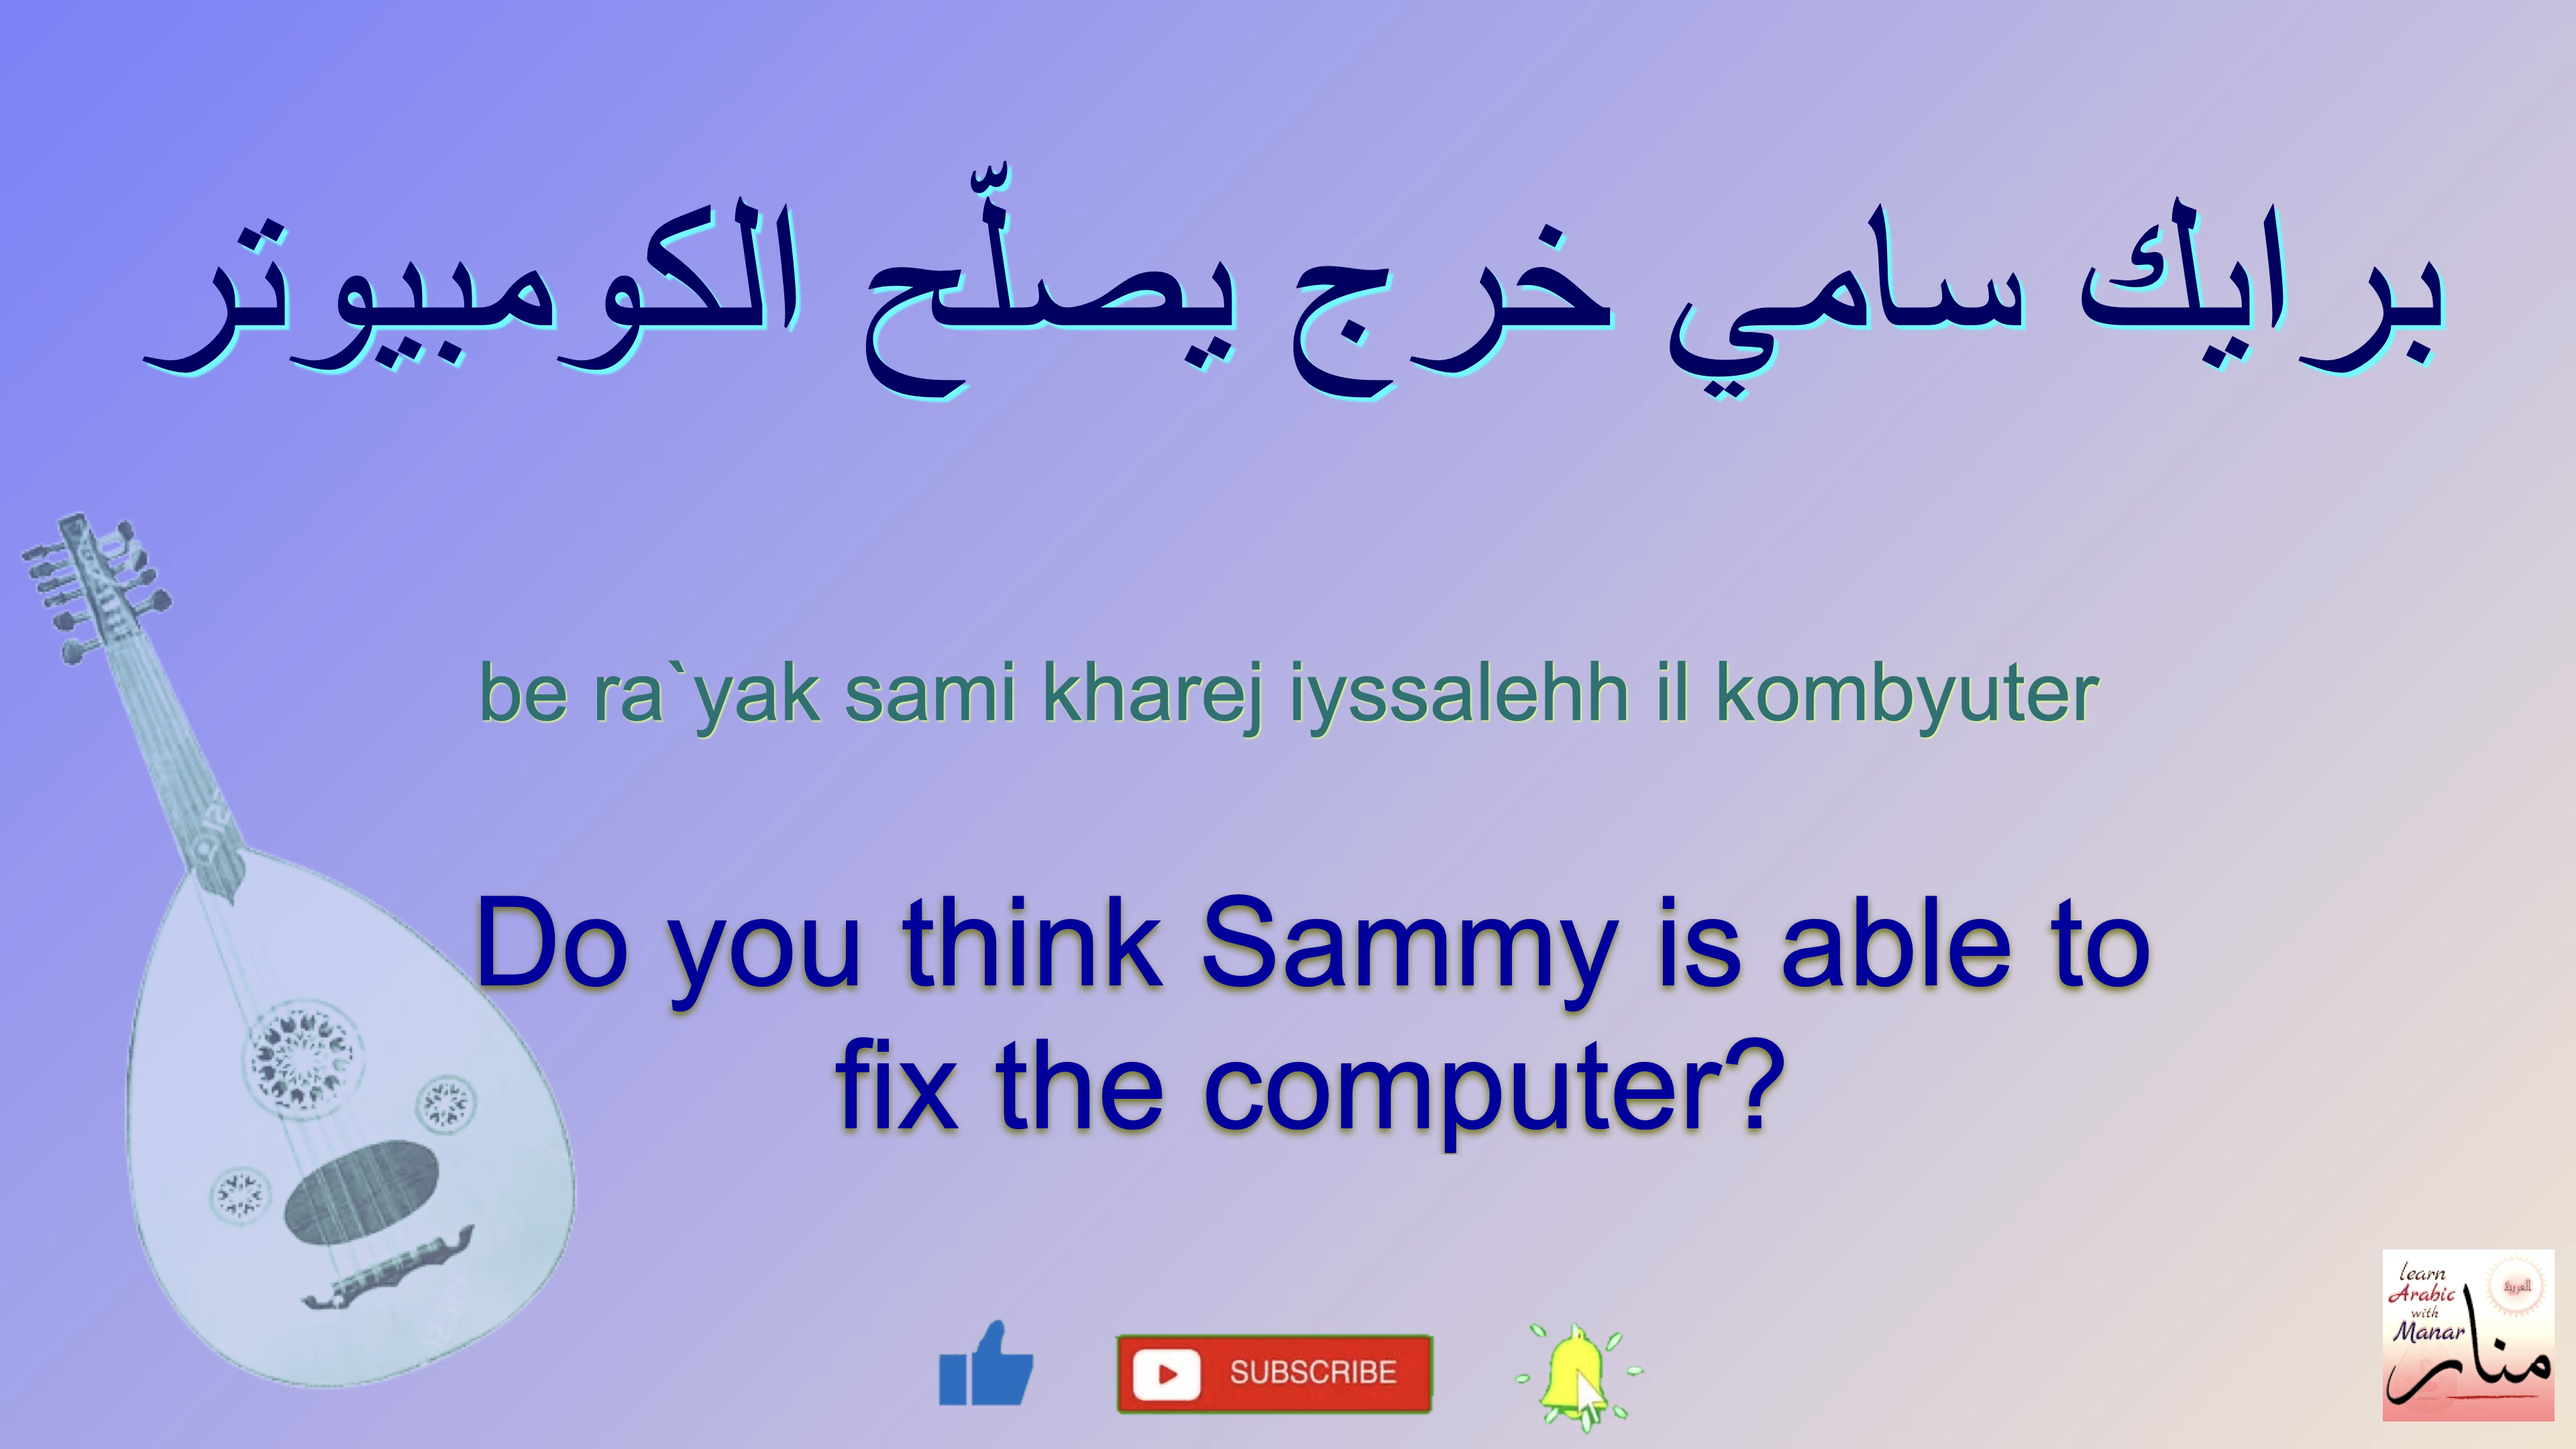 برايك سامي خرج يصلّح الكومبيوتر
be ra`yak sami kharej iyssalehh il kombyuter
Do you think Sammy is able to
fix the computer?
SUBSCRIBE
learn
Arabic
with
Manar
العربية
منار